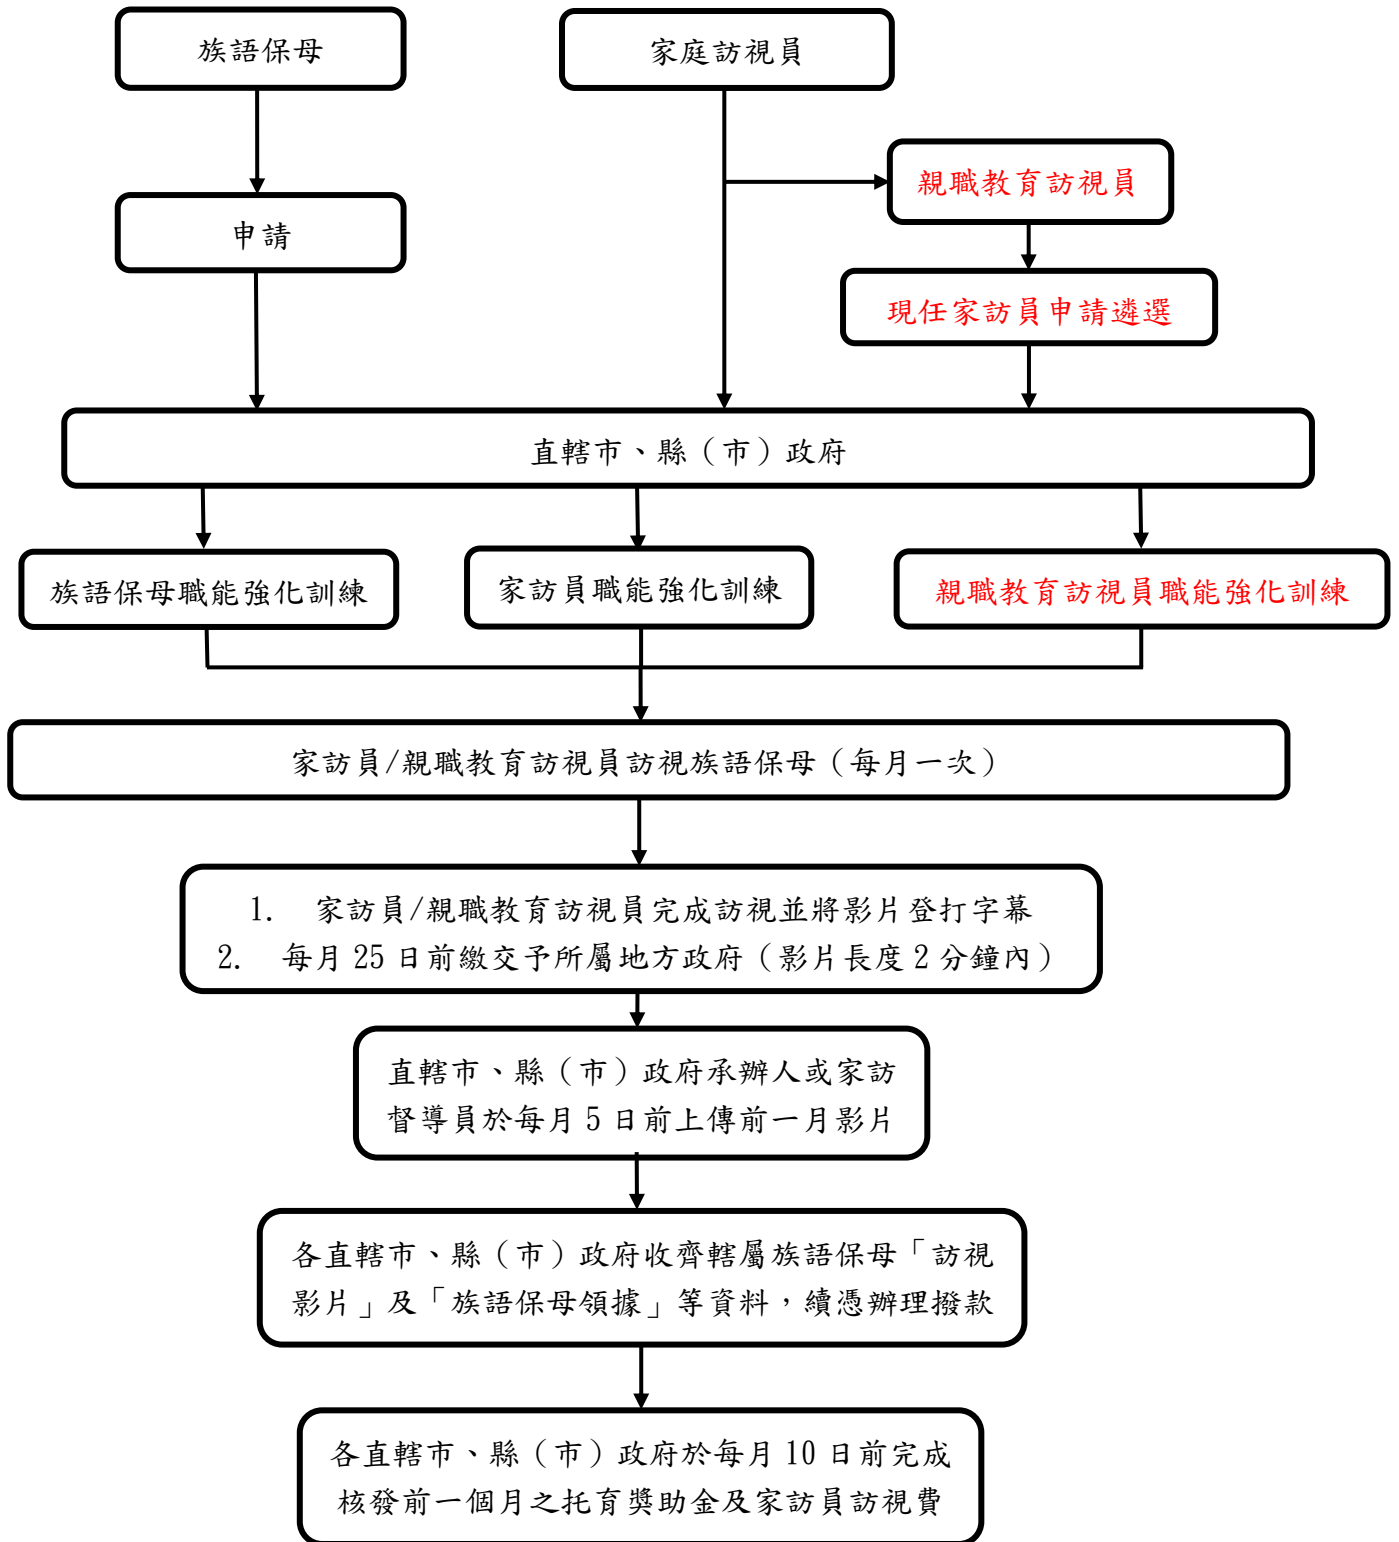 族語保母
家庭訪視員
親職教育訪視員
申請
現任家訪員申請遴選
直轄市、縣（市）政府
族語保母職能強化訓練
家訪員職能強化訓練
親職教育訪視員職能強化訓練
家訪員/親職教育訪視員訪視族語保母（每月一次）
1. 家訪員/親職教育訪視員完成訪視並將影片登打字幕
2. 每月 25 日前繳交予所屬地方政府（影片長度 2 分鐘內）
直轄市、縣（市）政府承辦人或家訪
督導員於每月 5 日前上傳前一月影片
各直轄市、縣（市）政府收齊轄屬族語保母「訪視
影片」及「族語保母領據」等資料，續憑辦理撥款
各直轄市、縣（市）政府於每月 10 日前完成
核發前一個月之托育獎助金及家訪員訪視費